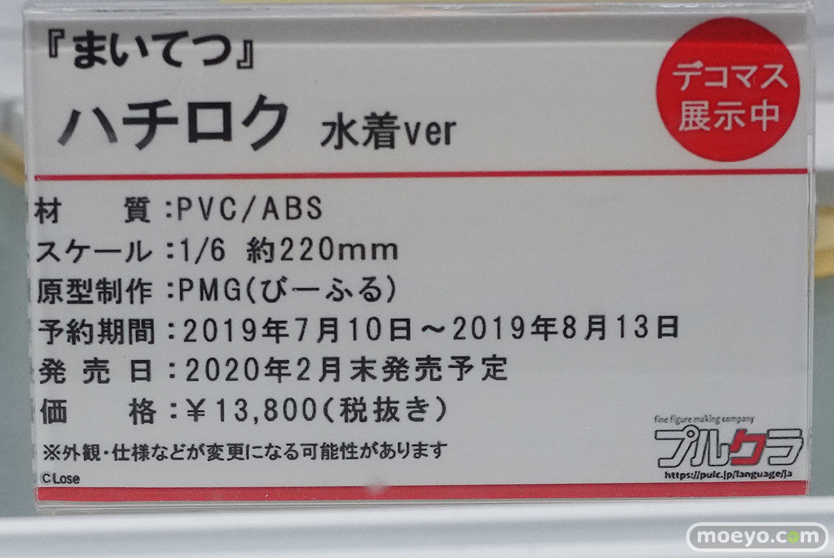 『まいてつ』
ハチロク 水着ver
デコマス
展示中
材 質:PVC/ABS
スケール:1/6 約220mm
原型制作:PMG(びーふる)
予約期間:2019年7月10日～2019年8月13日
発 売 日:2020年2月末発売予定
価 格:￥13,800(税抜き)
※外観・仕様などが変更になる可能性があります
©Lose
fine figure making company
プルクラ
https://pulc.jp/language/ja
moeyo.com